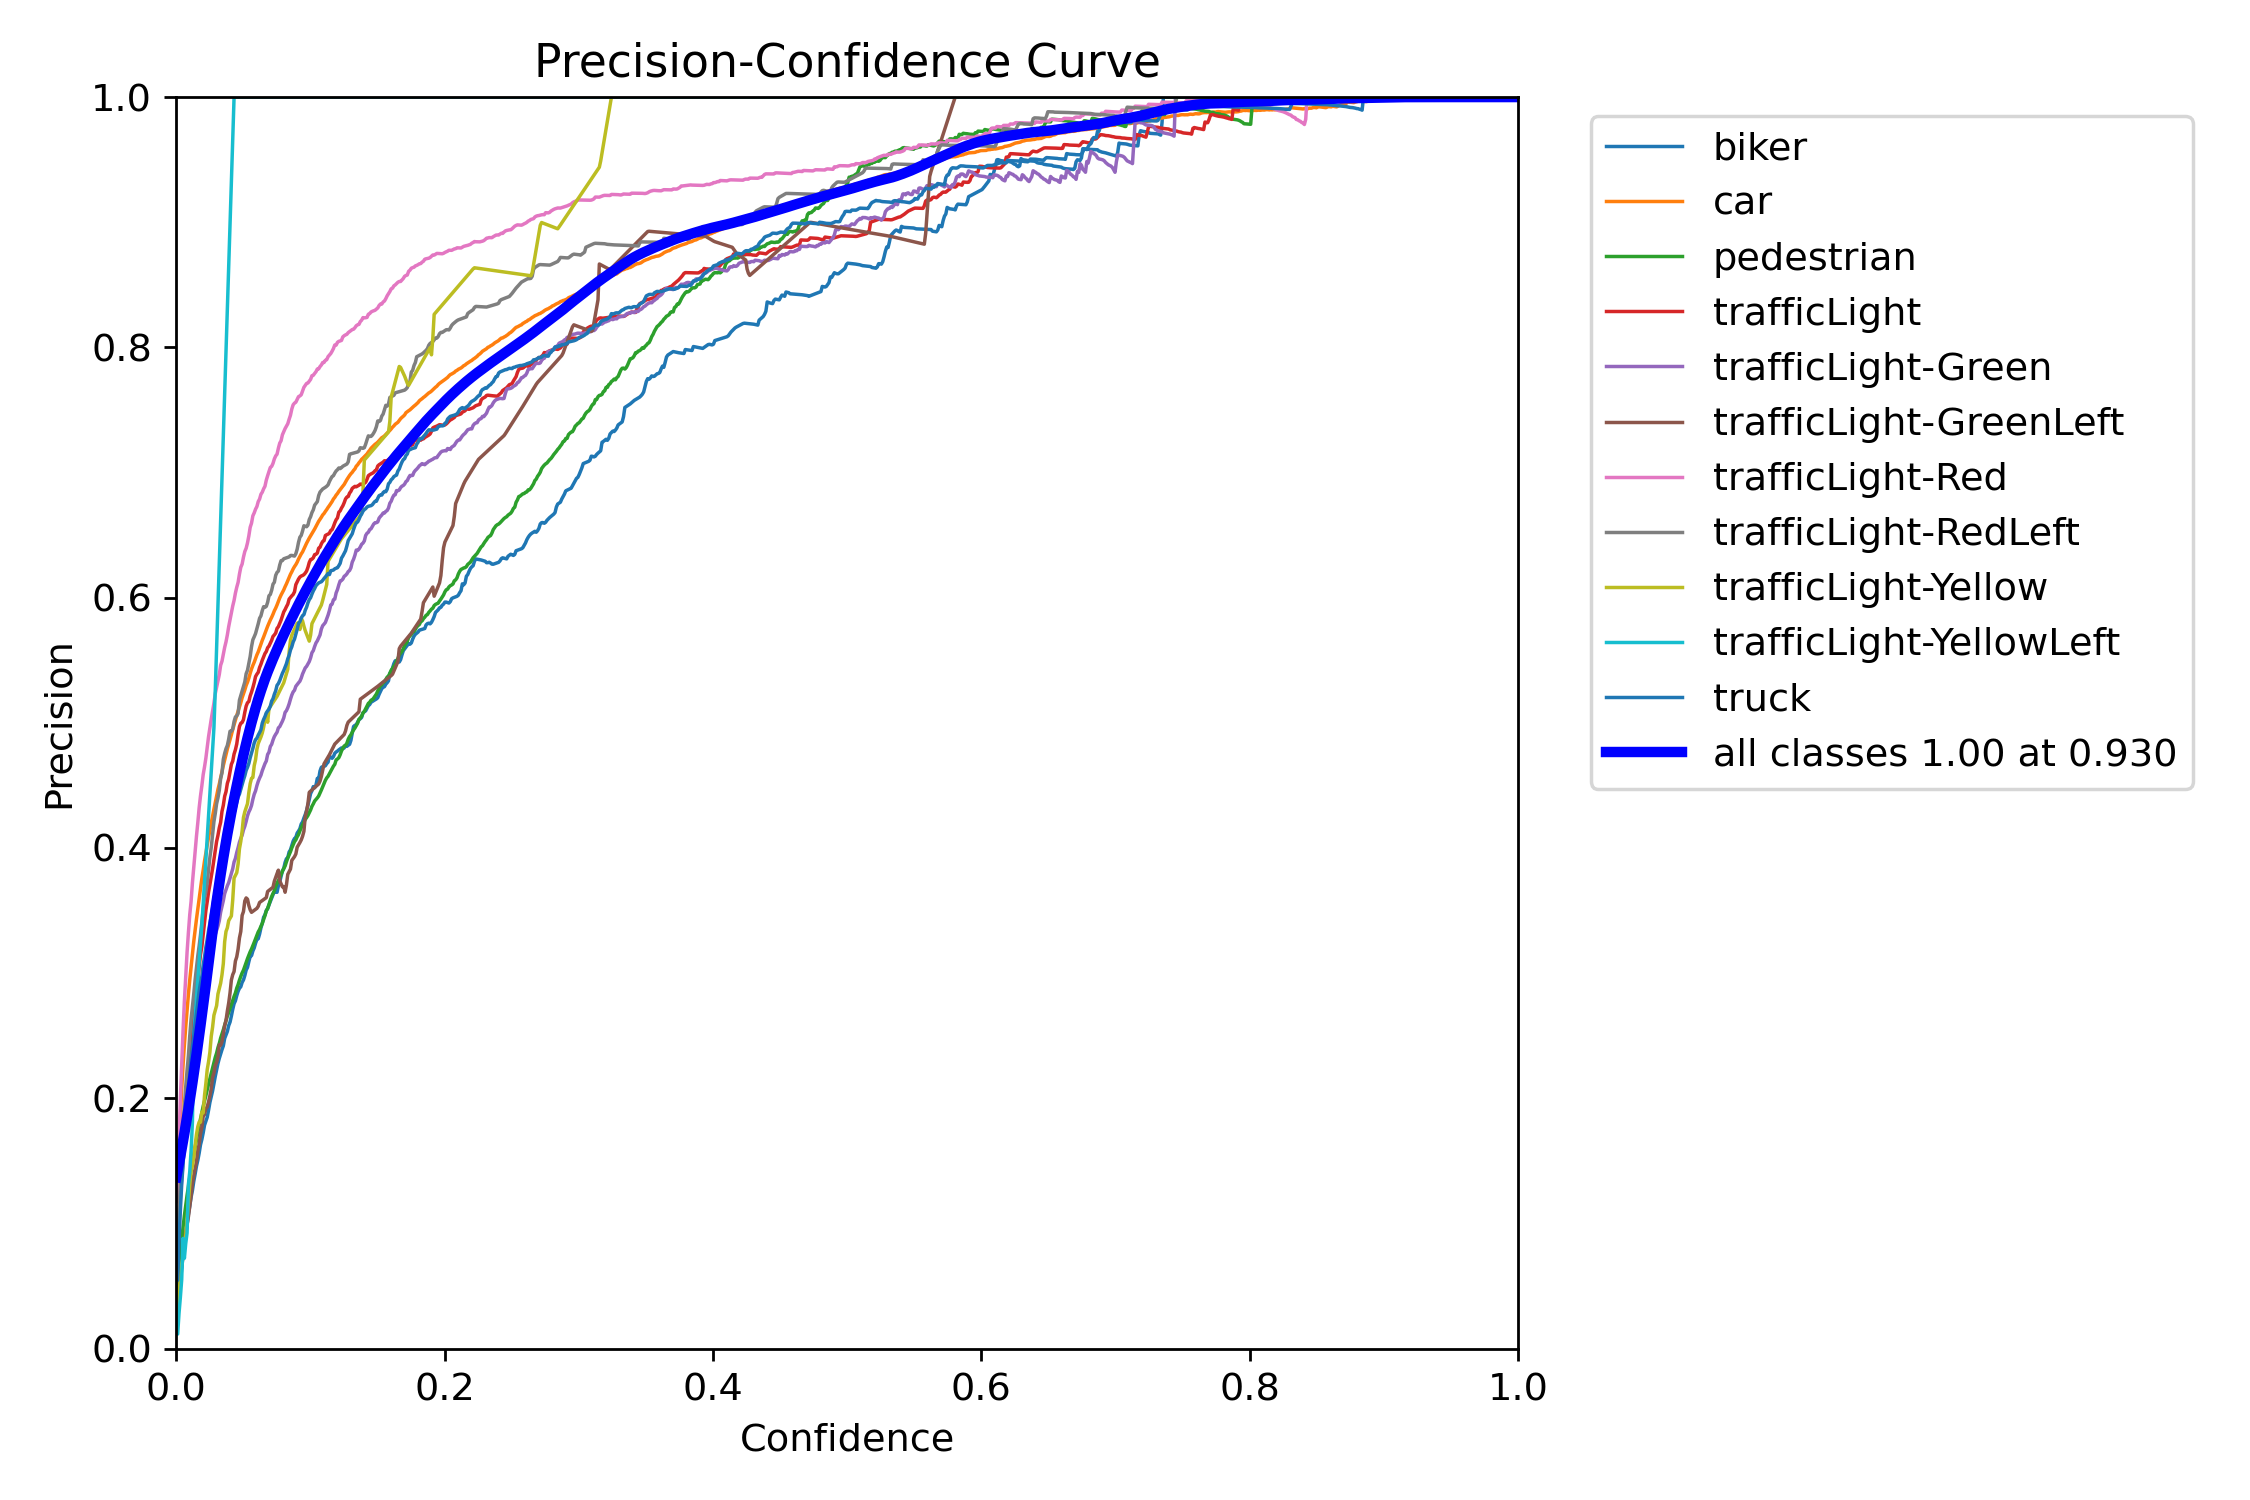 Precision-Confidence Curve
1.0
0.8
0.6
0.4
0.2
0.0
Precision
0.0 0.2 0.4 0.6 0.8 1.0
Confidence
biker
car
pedestrian
trafficLight
trafficLight-Green
trafficLight-GreenLeft
trafficLight-Red
trafficLight-RedLeft
trafficLight-Yellow
trafficLight-YellowLeft
truck
all classes 1.00 at 0.930